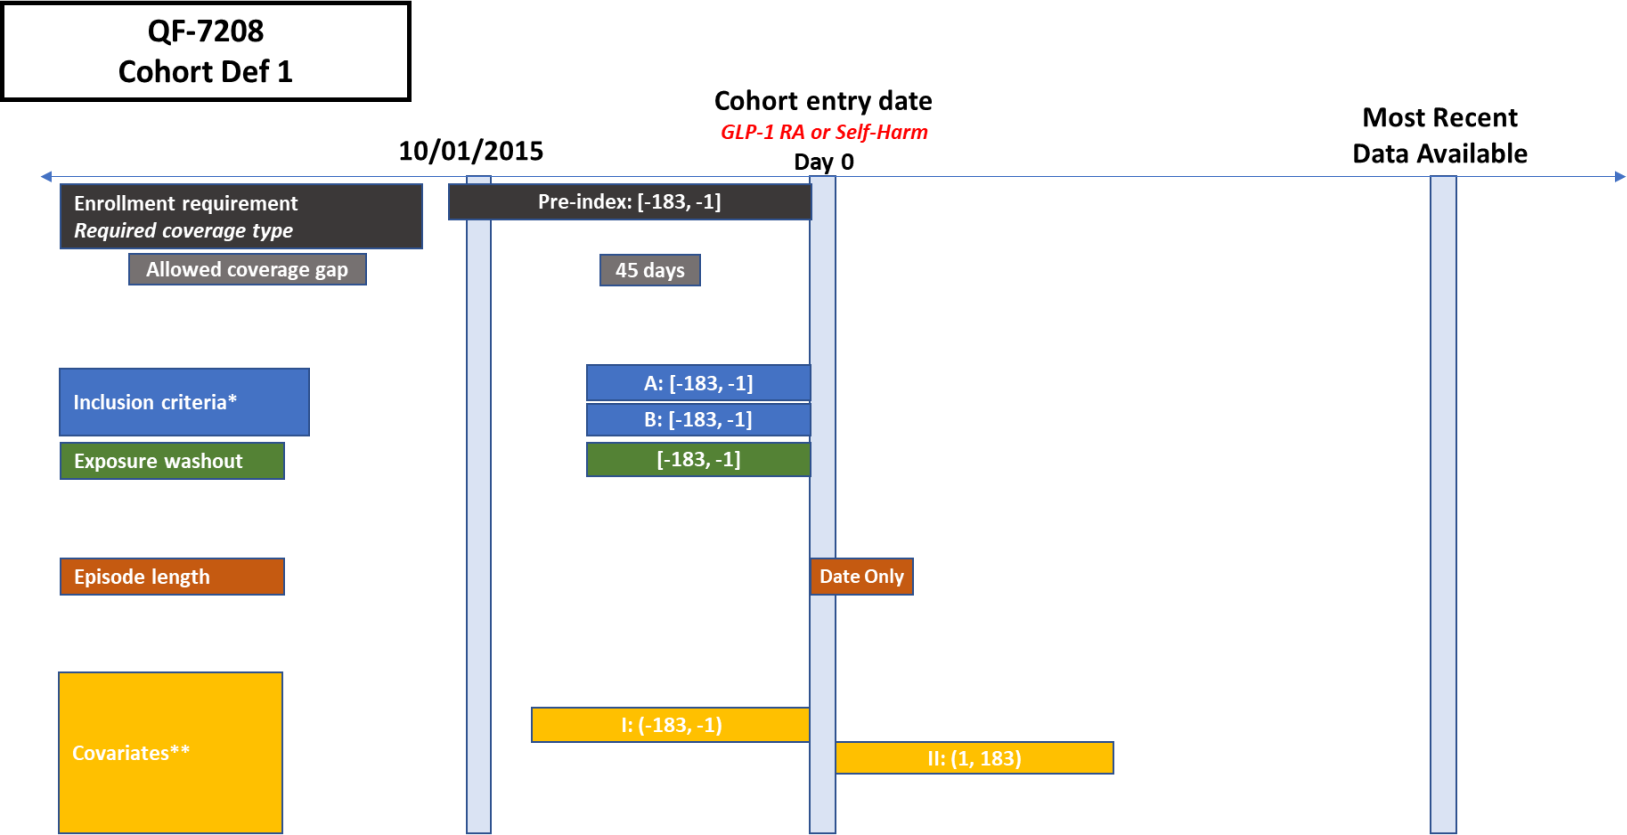 QF-7208
Cohort Def 1
Cohort entry date
GLP-1 RA or Self-Harm
Day 0
10/01/2015
Most Recent
Data Available
Enrollment requirement
Required coverage type
Pre-index: [-183, -1]
Allowed coverage gap
45 days
Inclusion criteria*
A: [-183, -1]
B: [-183, -1]
Exposure washout
[-183, -1]
Episode length
Date Only
Covariates**
I: (-183, -1)
II: (1, 183)